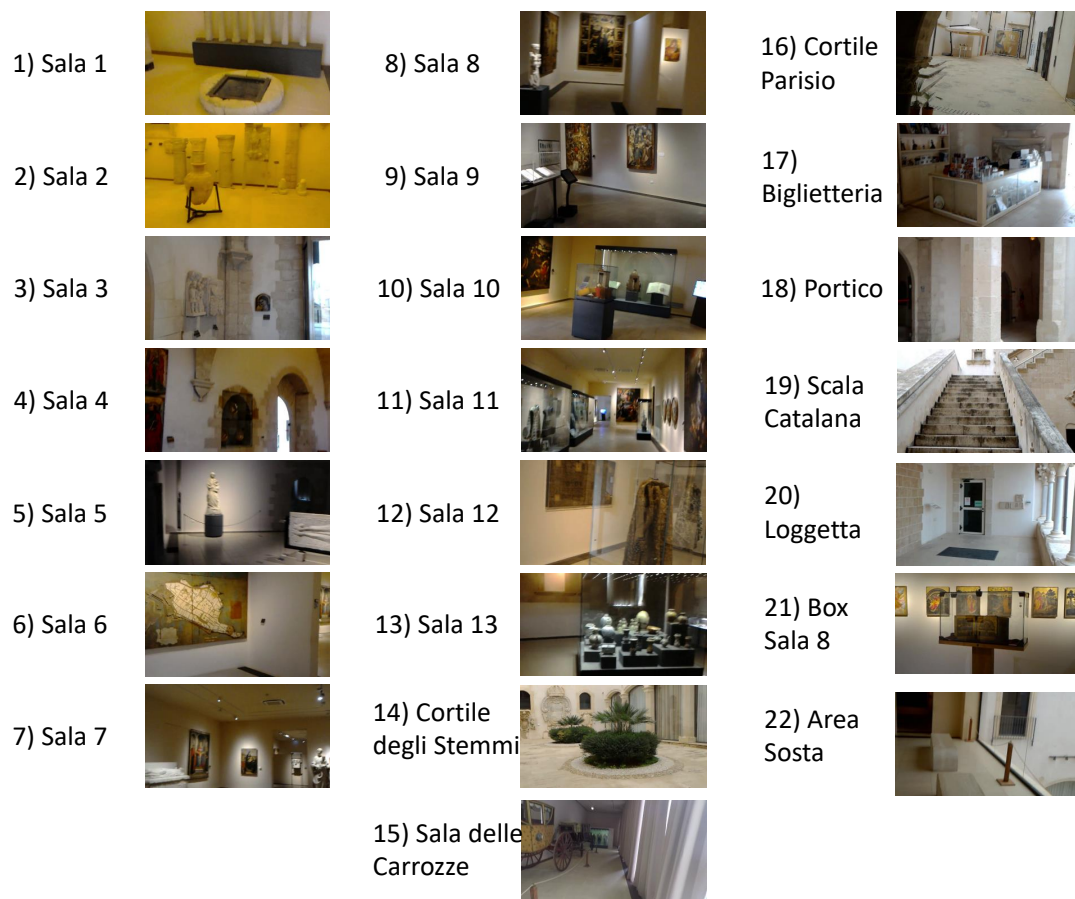 1) Sala 1
2) Sala 2
3) Sala 3
4) Sala 4
5) Sala 5
6) Sala 6
7) Sala 7
8) Sala 8
9) Sala 9
10) Sala 10
11) Sala 11
12) Sala 12
13) Sala 13
14) Cortile
degli Stemmi
15) Sala delle
Carrozze
16) Cortile
Parisio
17)
Biglietteria
18) Portico
19) Scala
Catalana
20)
Loggetta
21) Box
Sala 8
22) Area
Sosta